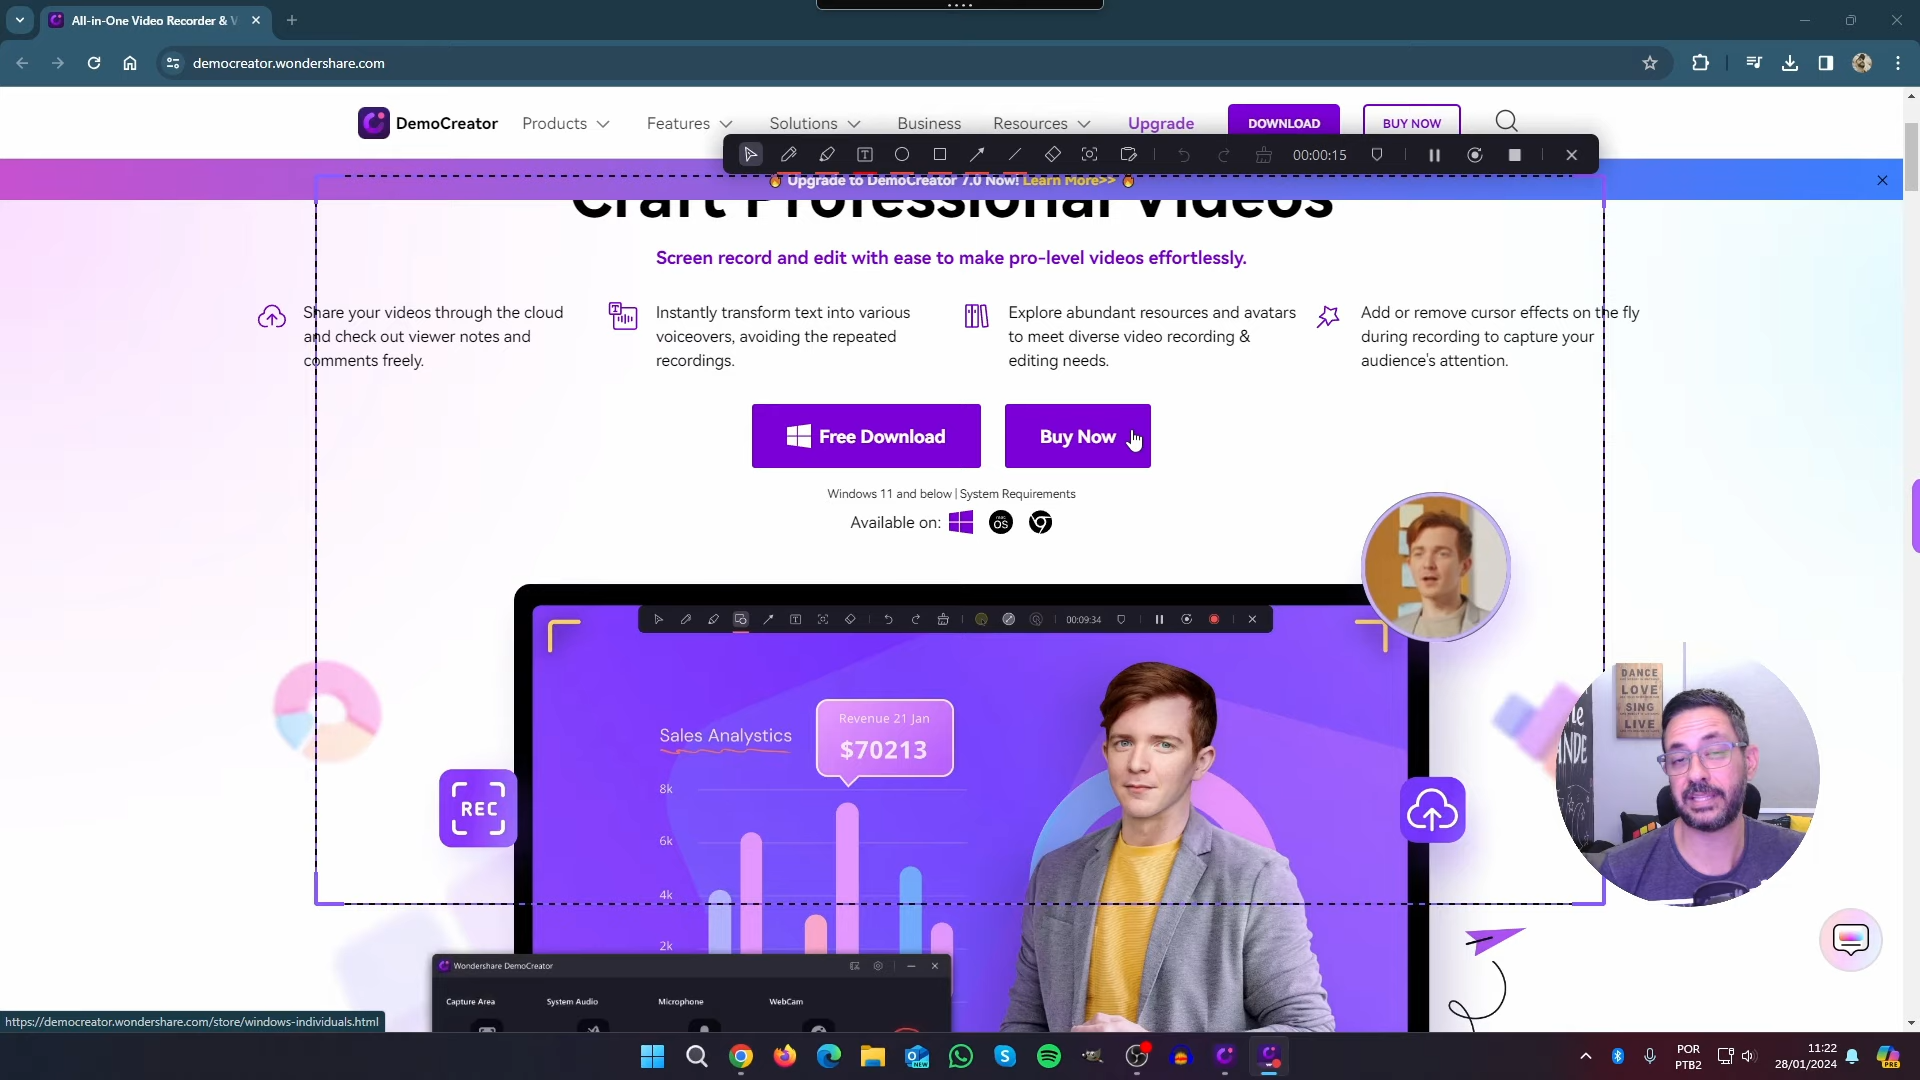 All-in-One Video Recorder & V
democreator.wondershare.com
DemoCreator
Products
Features
Solutions
Business
Resources
Upgrade
DOWNLOAD
BUY NOW
00:00:15
Upgrade to DemoCreator 7.0 Now! Learn More>>
Craft Professional Videos
Screen record and edit with ease to make pro-level videos effortlessly.
Share your videos through the cloud
and check out viewer notes and
comments freely.
Instantly transform text into various
voiceovers, avoiding the repeated
recordings.
Explore abundant resources and avatars
to meet diverse video recording &
editing needs.
Add or remove cursor effects on the fly
during recording to capture your
audience's attention.
Free Download
Buy Now
Windows 11 and below | System Requirements
Available on:
macOS
00:09:34
Sales Analystics
Revenue 21 Jan
$70213
8k
6k
4k
2k
REC
DANCE
LOVE
SING
LIVE
Wondershare DemoCreator
Capture Area
System Audio
Microphone
WebCam
https://democreator.wondershare.com/store/windows-individuals.html
NEW
POR
PTB2
11:22
28/01/2024
PRE